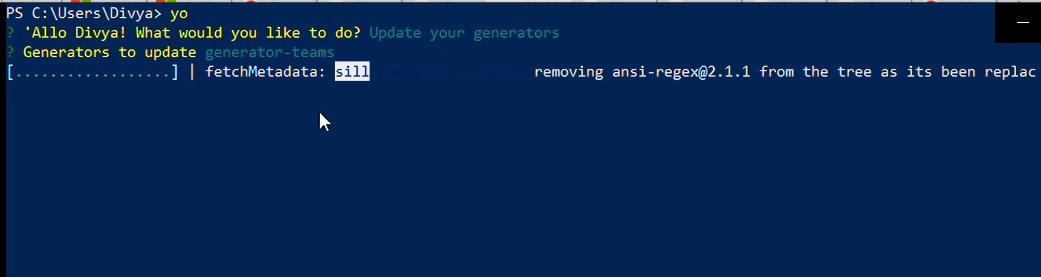 PS C:\Users\Divya> yo
? 'Allo Divya! What would you like to do? Update your generators
? Generators to update generator-teams
[..................] | fetchMetadata: sill removing ansi-regex@2.1.1 from the tree as its been replac